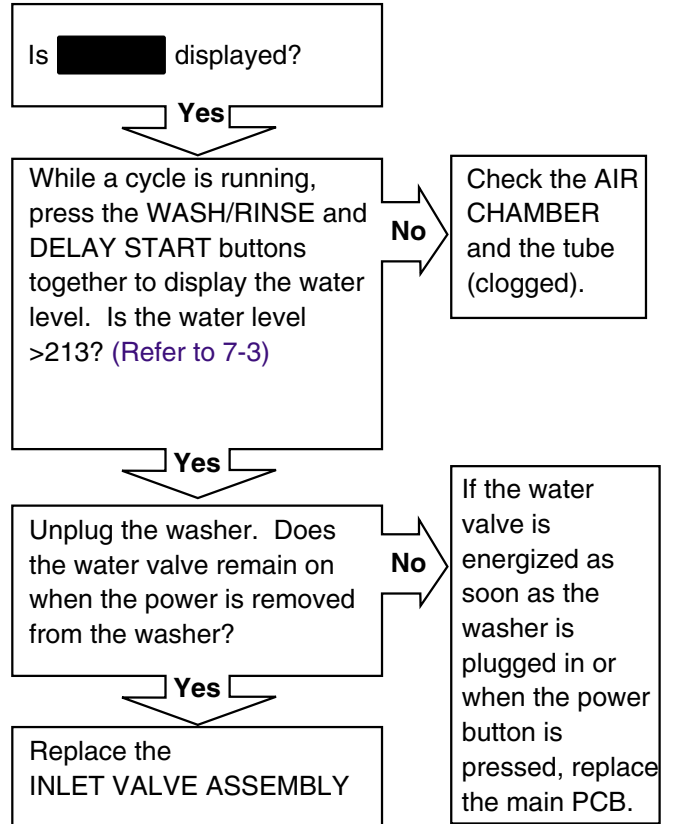 Is displayed?
Yes
While a cycle is running,
press the WASH/RINSE and
DELAY START buttons
together to display the water
level. Is the water level
>213? (Refer to 7-3)
No
Check the AIR
CHAMBER
and the tube
(clogged).
Yes
Unplug the washer. Does
the water valve remain on
when the power is removed
from the washer?
No
If the water
valve is
energized as
soon as the
washer is
plugged in or
when the power
button is
pressed, replace
the main PCB.
Yes
Replace the
INLET VALVE ASSEMBLY